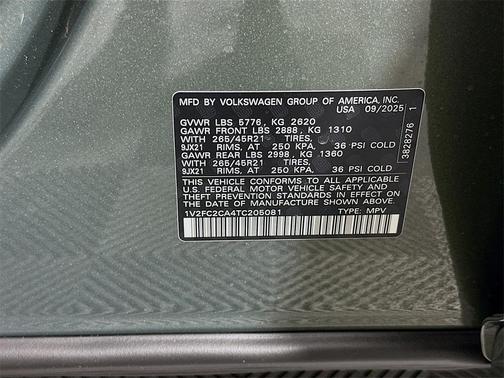 MFD BY VOLKSWAGEN GROUP OF AMERICA, INC.
USA 09/2025
GVWR LBS 5776, KG 2620
GAWR FRONT LBS 2888, KG 1310
WITH 265/45R21 TIRES,
9JX21 RIMS, AT 250 KPA, 36 PSI COLD
GAWR REAR LBS 2998, KG 1360
WITH 265/45R21 TIRES,
9JX21 RIMS, AT 250 KPA, 36 PSI COLD
THIS VEHICLE CONFORMS TO ALL APPLICABLE
U.S. FEDERAL MOTOR VEHICLE SAFETY AND
THEFT PREVENTION STANDARDS IN EFFECT ON
THE DATE OF MANUFACTURE SHOWN ABOVE.
1V2FC2CA4TC205081 TYPE: MPV
3828276 1